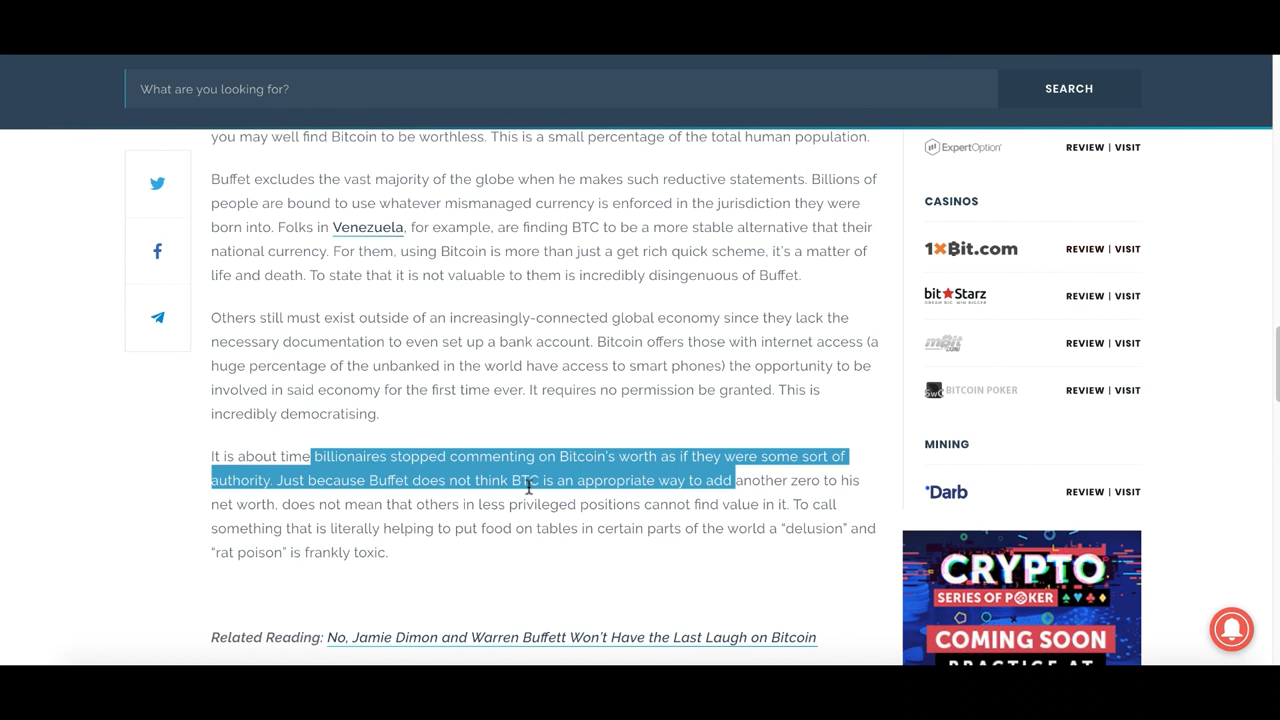 What are you looking for?
SEARCH
you may well find Bitcoin to be worthless. This is a small percentage of the total human population.
Buffet excludes the vast majority of the globe when he makes such reductive statements. Billions of
people are bound to use whatever mismanaged currency is enforced in the jurisdiction they were
born into. Folks in Venezuela, for example, are finding BTC to be a more stable alternative that their
national currency. For them, using Bitcoin is more than just a get rich quick scheme, it's a matter of
life and death. To state that it is not valuable to them is incredibly disingenuous of Buffet.
Others still must exist outside of an increasingly-connected global economy since they lack the
necessary documentation to even set up a bank account. Bitcoin offers those with internet access (a
huge percentage of the unbanked in the world have access to smart phones) the opportunity to be
involved in said economy for the first time ever. It requires no permission be granted. This is
incredibly democratising.
It is about time billionaires stopped commenting on Bitcoin's worth as if they were some sort of
authority. Just because Buffet does not think BTC is an appropriate way to add another zero to his
net worth, does not mean that others in less privileged positions cannot find value in it. To call
something that is literally helping to put food on tables in certain parts of the world a “delusion” and
“rat poison” is frankly toxic.
Related Reading: No, Jamie Dimon and Warren Buffett Won't Have the Last Laugh on Bitcoin
ExpertOption REVIEW | VISIT
CASINOS
1XBit.com REVIEW | VISIT
bitStarz REVIEW | VISIT
DREAM BIG. WIN BIGGER
mBit REVIEW | VISIT
SwC BITCOIN POKER REVIEW | VISIT
MINING
Darb REVIEW | VISIT
CRYPTO
SERIES OF POKER
COMING SOON
PRACTICE AT